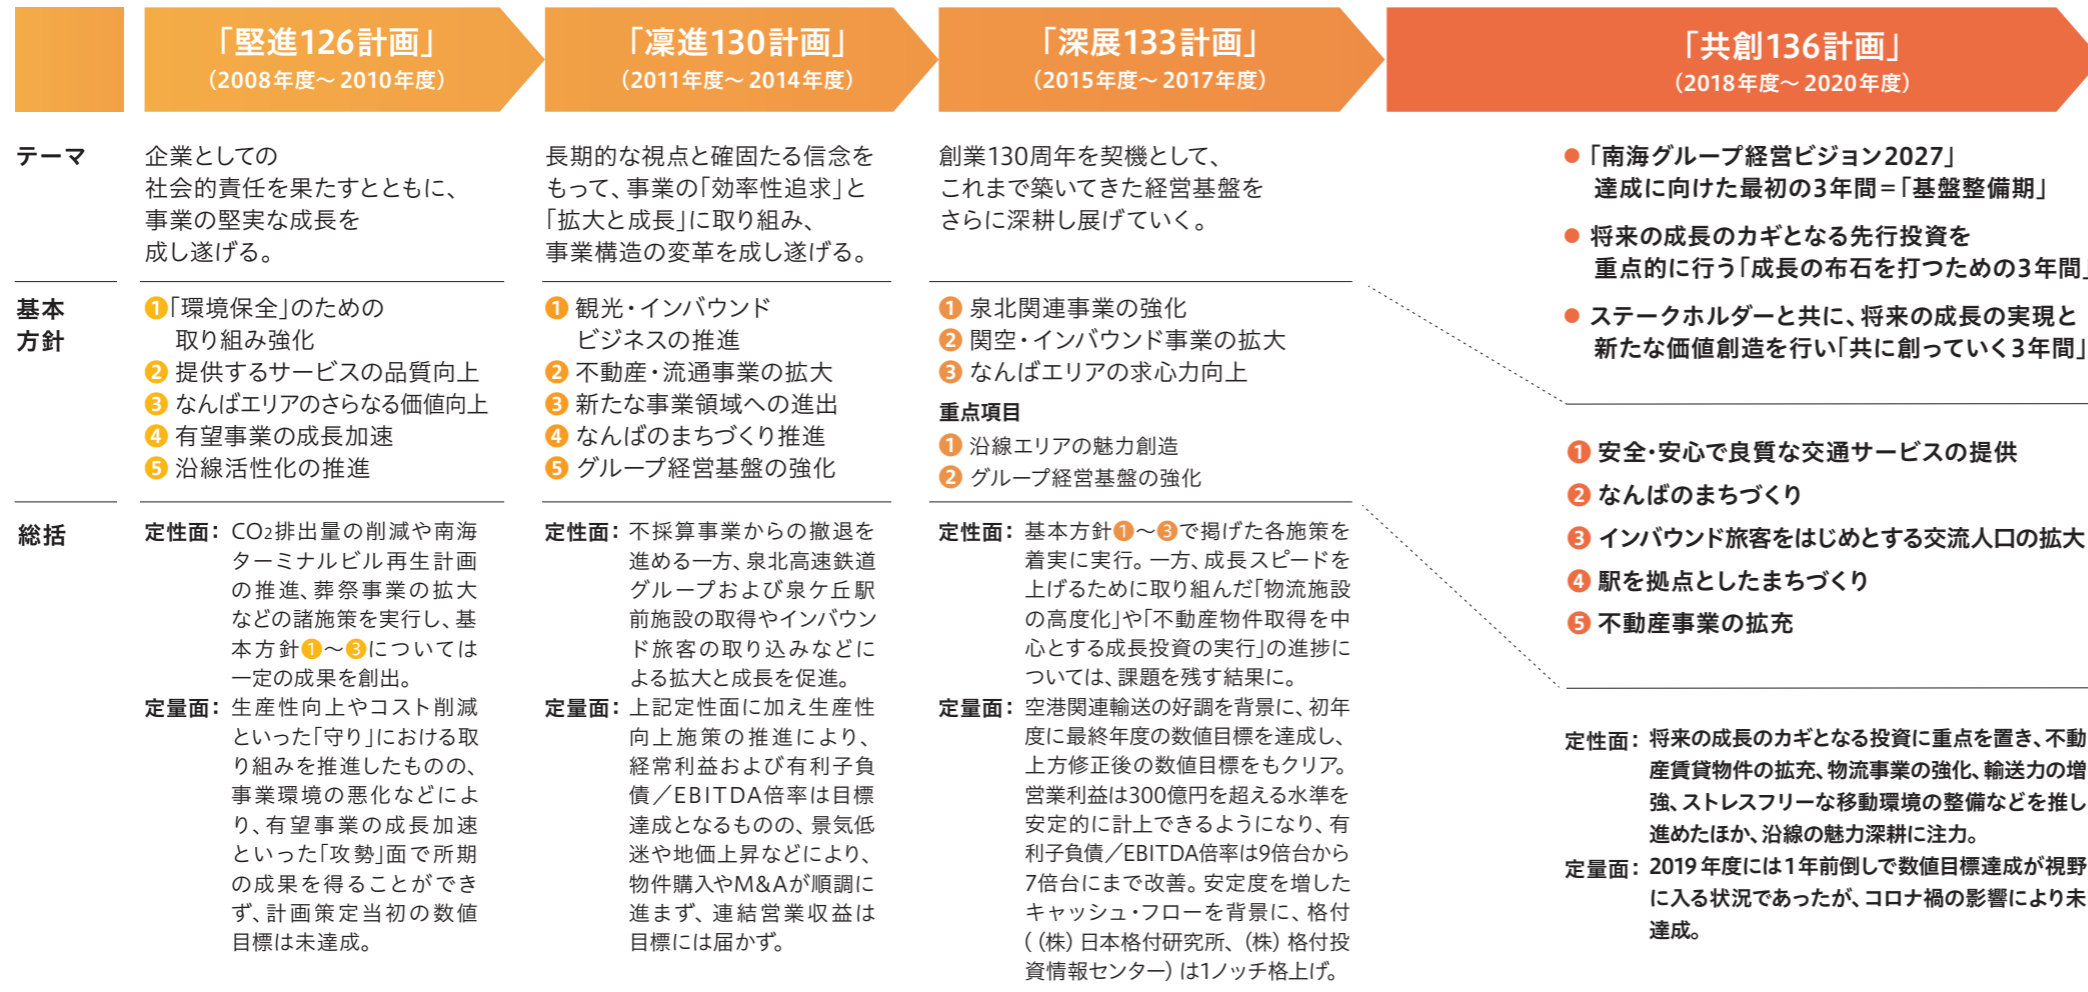 「堅進126計画」
(2008年度～2010年度)
「凜進130計画」
(2011年度～2014年度)
「深展133計画」
(2015年度～2017年度)
「共創136計画」
(2018年度～2020年度)
テーマ
企業としての
社会的責任を果たすとともに、
事業の堅実な成長を
成し遂げる。
長期的な視点と確固たる信念を
もって、事業の「効率性追求」と
「拡大と成長」に取り組み、
事業構造の変革を成し遂げる。
創業130周年を契機として、
これまで築いてきた経営基盤を
さらに深耕し展げていく。
●「南海グループ経営ビジョン2027」
達成に向けた最初の3年間=「基盤整備期」
● 将来の成長のカギとなる先行投資を
重点的に行う「成長の布石を打つための3年間」
● ステークホルダーと共に、将来の成長の実現と
新たな価値創造を行い「共に創っていく3年間」
基本
方針
❶「環境保全」のための
取り組み強化
❷ 提供するサービスの品質向上
❸ なんばエリアのさらなる価値向上
❹ 有望事業の成長加速
❺ 沿線活性化の推進
❶ 観光・インバウンド
ビジネスの推進
❷ 不動産・流通事業の拡大
❸ 新たな事業領域への進出
❹ なんばのまちづくり推進
❺ グループ経営基盤の強化
❶ 泉北関連事業の強化
❷ 関空・インバウンド事業の拡大
❸ なんばエリアの求心力向上
重点項目
❶ 沿線エリアの魅力創造
❷ グループ経営基盤の強化
❶ 安全・安心で良質な交通サービスの提供
❷ なんばのまちづくり
❸ インバウンド旅客をはじめとする交流人口の拡大
❹ 駅を拠点としたまちづくり
❺ 不動産事業の拡充
総括
定性面: CO₂排出量の削減や南海
ターミナルビル再生計画
の推進、葬祭事業の拡大
などの諸施策を実行し、基
本方針❶～❸については
一定の成果を創出。
定量面: 生産性向上やコスト削減
といった「守り」における取
り組みを推進したものの、
事業環境の悪化などによ
り、有望事業の成長加速
といった「攻勢」面で所期
の成果を得ることができ
ず、計画策定当初の数値
目標は未達成。
定性面: 不採算事業からの撤退を
進める一方、泉北高速鉄道
グループおよび泉ケ丘駅
前施設の取得やインバウン
ド旅客の取り込みなどに
よる拡大と成長を促進。
定量面: 上記定性面に加え生産性
向上施策の推進により、
経常利益および有利子負
債／EBITDA倍率は目標
達成となるものの、景気低
迷や地価上昇などにより、
物件購入やM&Aが順調に
進まず、連結営業収益は
目標には届かず。
定性面: 基本方針❶～❸で掲げた各施策を
着実に実行。一方、成長スピードを
上げるために取り組んだ「物流施設
の高度化」や「不動産物件取得を中
心とする成長投資の実行」の進捗に
ついては、課題を残す結果に。
定量面: 空港関連輸送の好調を背景に、初年
度に最終年度の数値目標を達成し、
上方修正後の数値目標をもクリア。
営業利益は300億円を超える水準を
安定的に計上できるようになり、有
利子負債／EBITDA倍率は9倍台から
7倍台にまで改善。安定度を増した
キャッシュ・フローを背景に、格付
((株)日本格付研究所、(株)格付投
資情報センター)は1ノッチ格上げ。
定性面: 将来の成長のカギとなる投資に重点を置き、不動
産賃貸物件の拡充、物流事業の強化、輸送力の増
強、ストレスフリーな移動環境の整備などを推し
進めたほか、沿線の魅力深耕に注力。
定量面: 2019年度には1年前倒しで数値目標達成が視野
に入る状況であったが、コロナ禍の影響により未
達成。